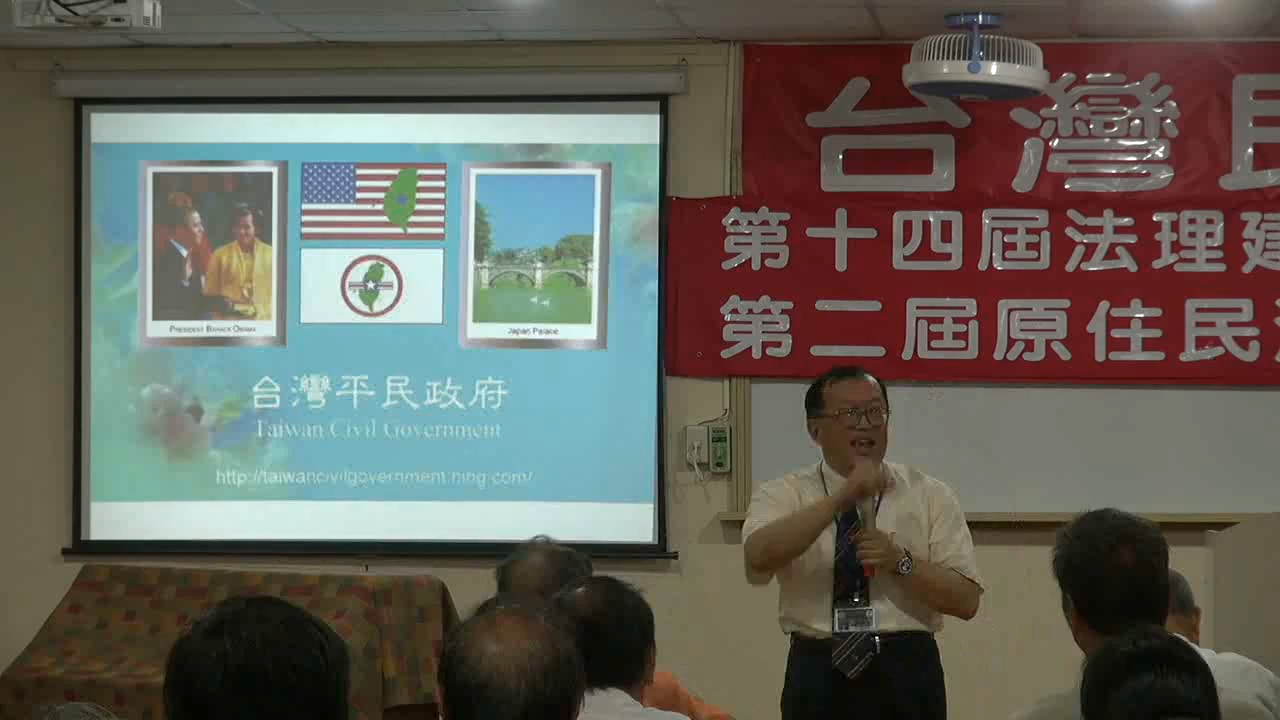 PRESIDENT BARACK OBAMA
Japan Palace
台灣平民政府
Taiwan Civil Government
http://taiwancivilgovernment.ning.com/
台灣民
第十四屆法理建
第二屆原住民